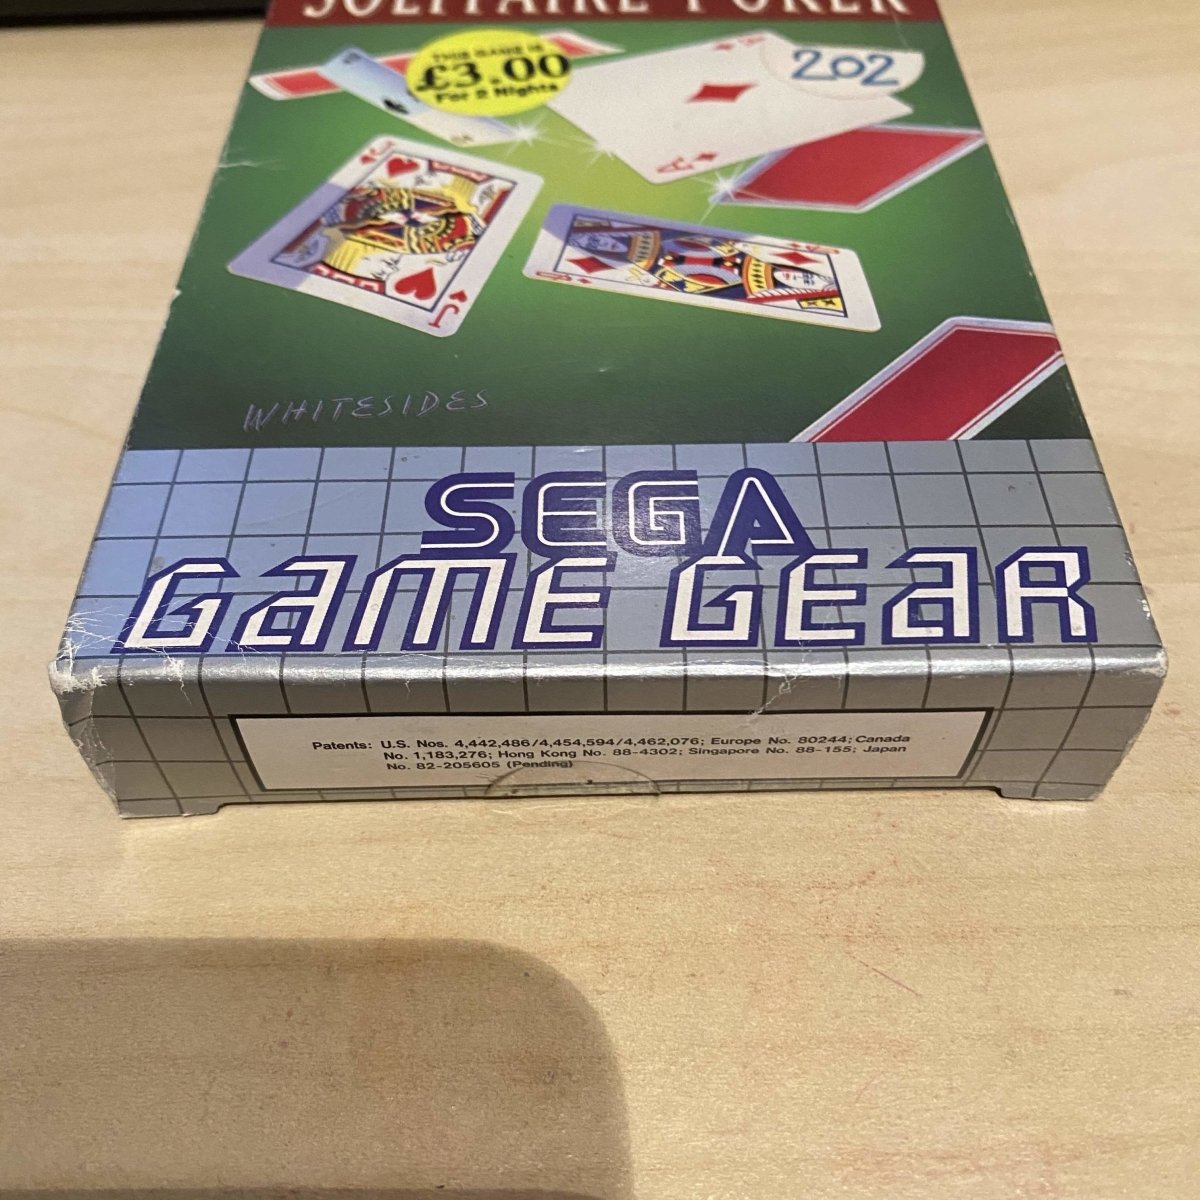 SOLITAIRE POKER
THIS GAME IS
£3.00
For 2 Nights
202
A
A
J
J
Q
K
WHITESIDES
SEGA
GAME GEAR
Patents: U.S. Nos. 4,442,486/4,454,594/4,462,076; Europe No. 80244; Canada
No. 1,183,276; Hong Kong No. 88-4302; Singapore No. 88-155; Japan
No. 82-205605 (Pending)